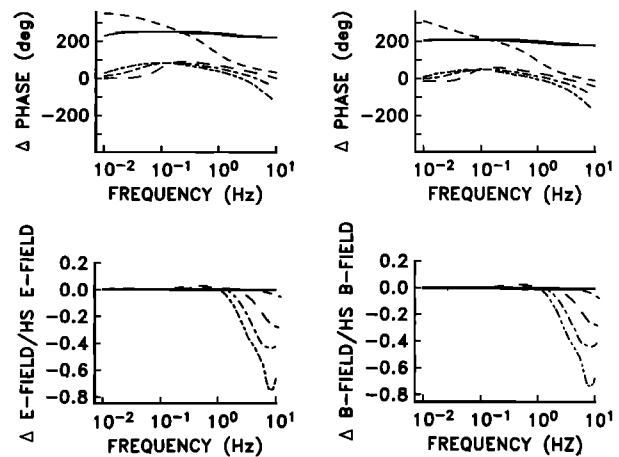 Δ PHASE (deg)
200
0
−200
10⁻² 10⁻¹ 10⁰ 10¹
FREQUENCY (Hz)
Δ PHASE (deg)
200
0
−200
10⁻² 10⁻¹ 10⁰ 10¹
FREQUENCY (Hz)
Δ E−FIELD/HS E−FIELD
0.2
0.0
−0.2
−0.4
−0.6
−0.8
10⁻² 10⁻¹ 10⁰ 10¹
FREQUENCY (Hz)
Δ B−FIELD/HS B−FIELD
0.2
0.0
−0.2
−0.4
−0.6
−0.8
10⁻² 10⁻¹ 10⁰ 10¹
FREQUENCY (HZ)